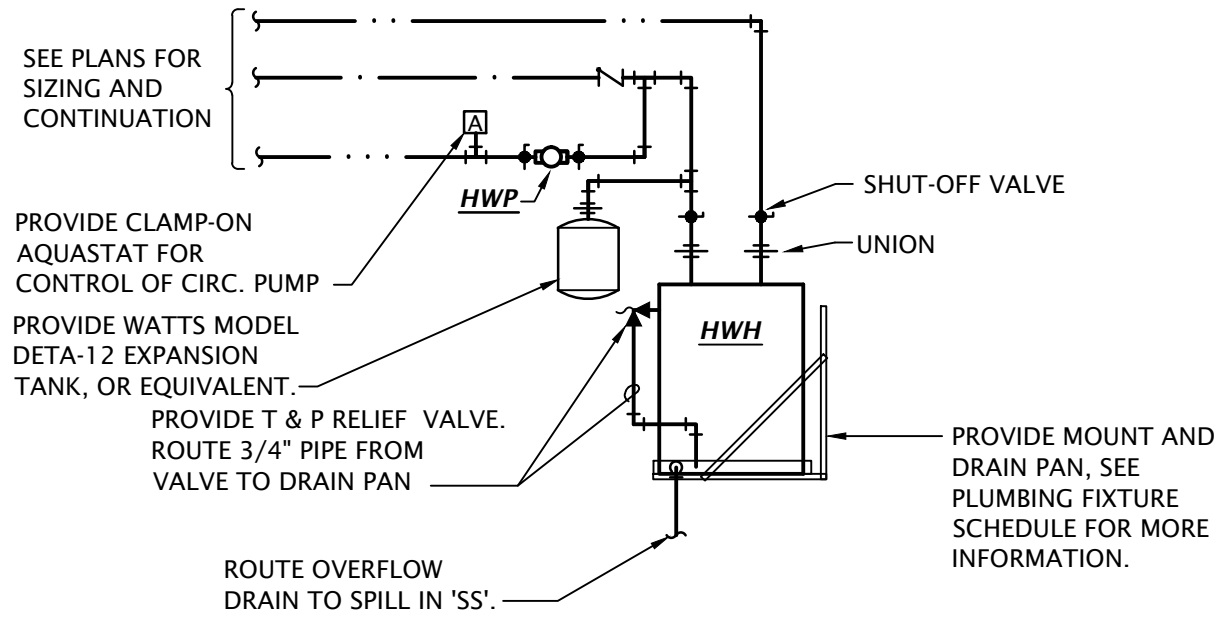 SEE PLANS FOR
SIZING AND
CONTINUATION
A
HWP
SHUT-OFF VALVE
UNION
PROVIDE CLAMP-ON
AQUASTAT FOR
CONTROL OF CIRC. PUMP
HWH
PROVIDE WATTS MODEL
DETA-12 EXPANSION
TANK, OR EQUIVALENT.
PROVIDE T & P RELIEF VALVE.
ROUTE 3/4" PIPE FROM
VALVE TO DRAIN PAN
PROVIDE MOUNT AND
DRAIN PAN, SEE
PLUMBING FIXTURE
SCHEDULE FOR MORE
INFORMATION.
ROUTE OVERFLOW
DRAIN TO SPILL IN 'SS'.